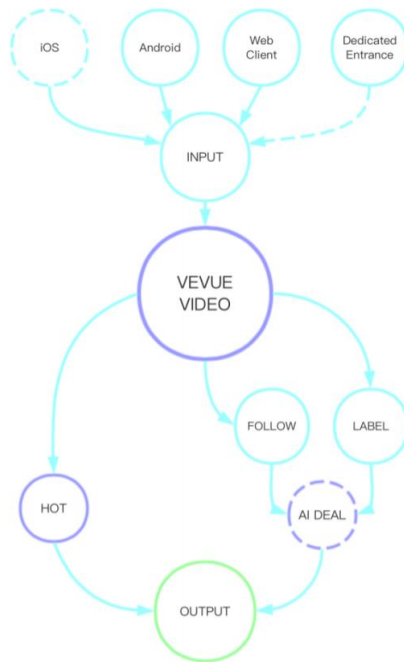 iOS
Android
Web
Client
Dedicated
Entrance
INPUT
VEVUE
VIDEO
FOLLOW
LABEL
HOT
AI DEAL
OUTPUT